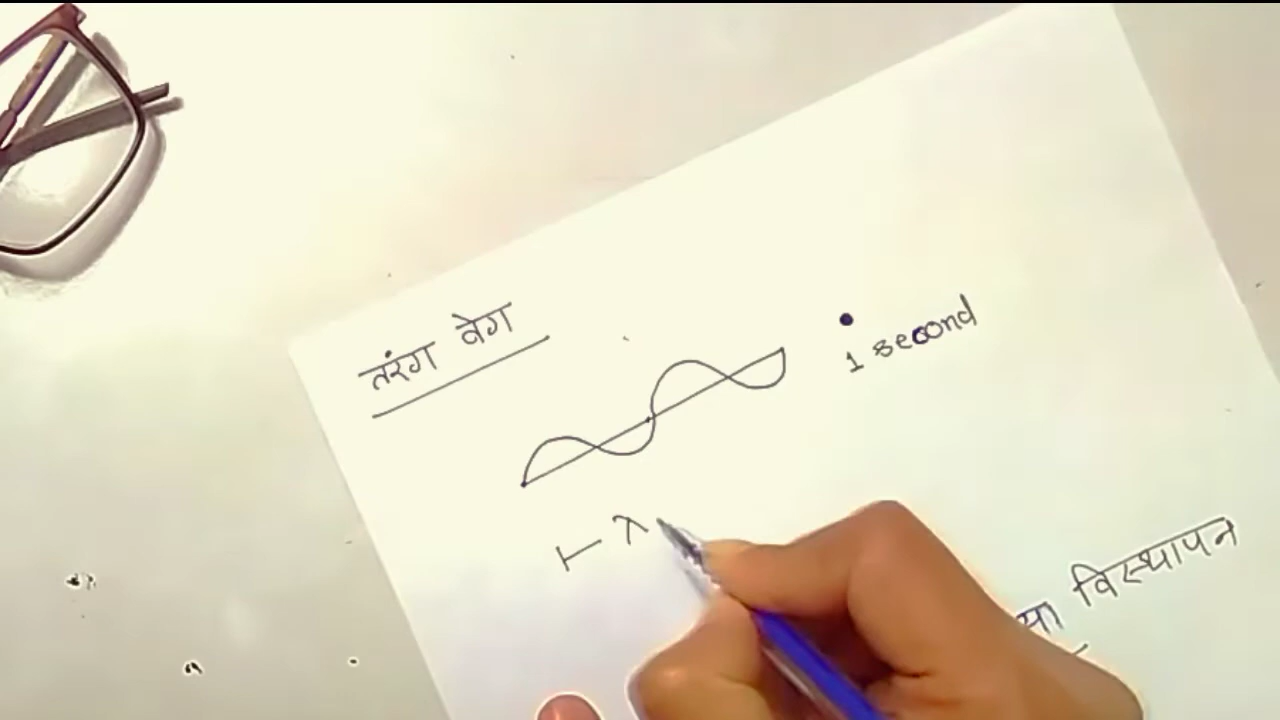 तरंग वेग
1 second
λ
या विस्थापन